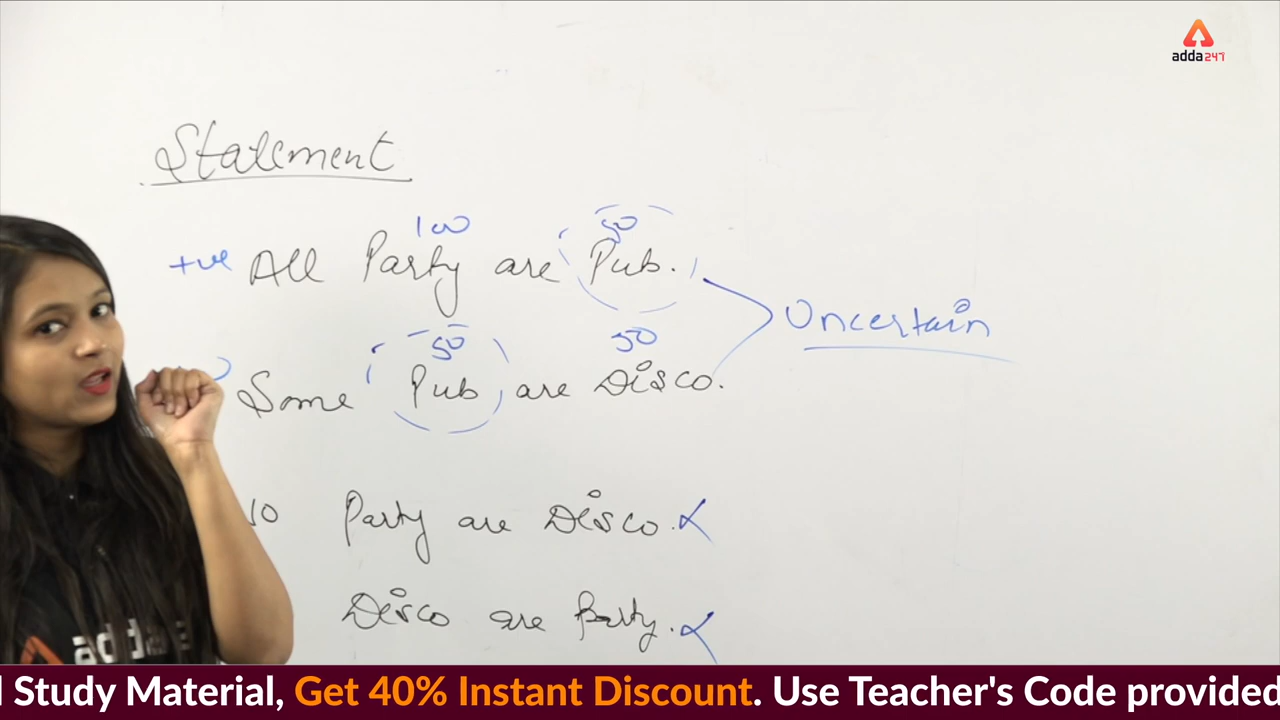 adda247
Statement
100 50
+ve All Party are Pub.
Uncertain
50 50
Some Pub are Disco.
Party are Disco. ×
Disco are Party. ×
adda
Study Material, Get 40% Instant Discount. Use Teacher's Code provided